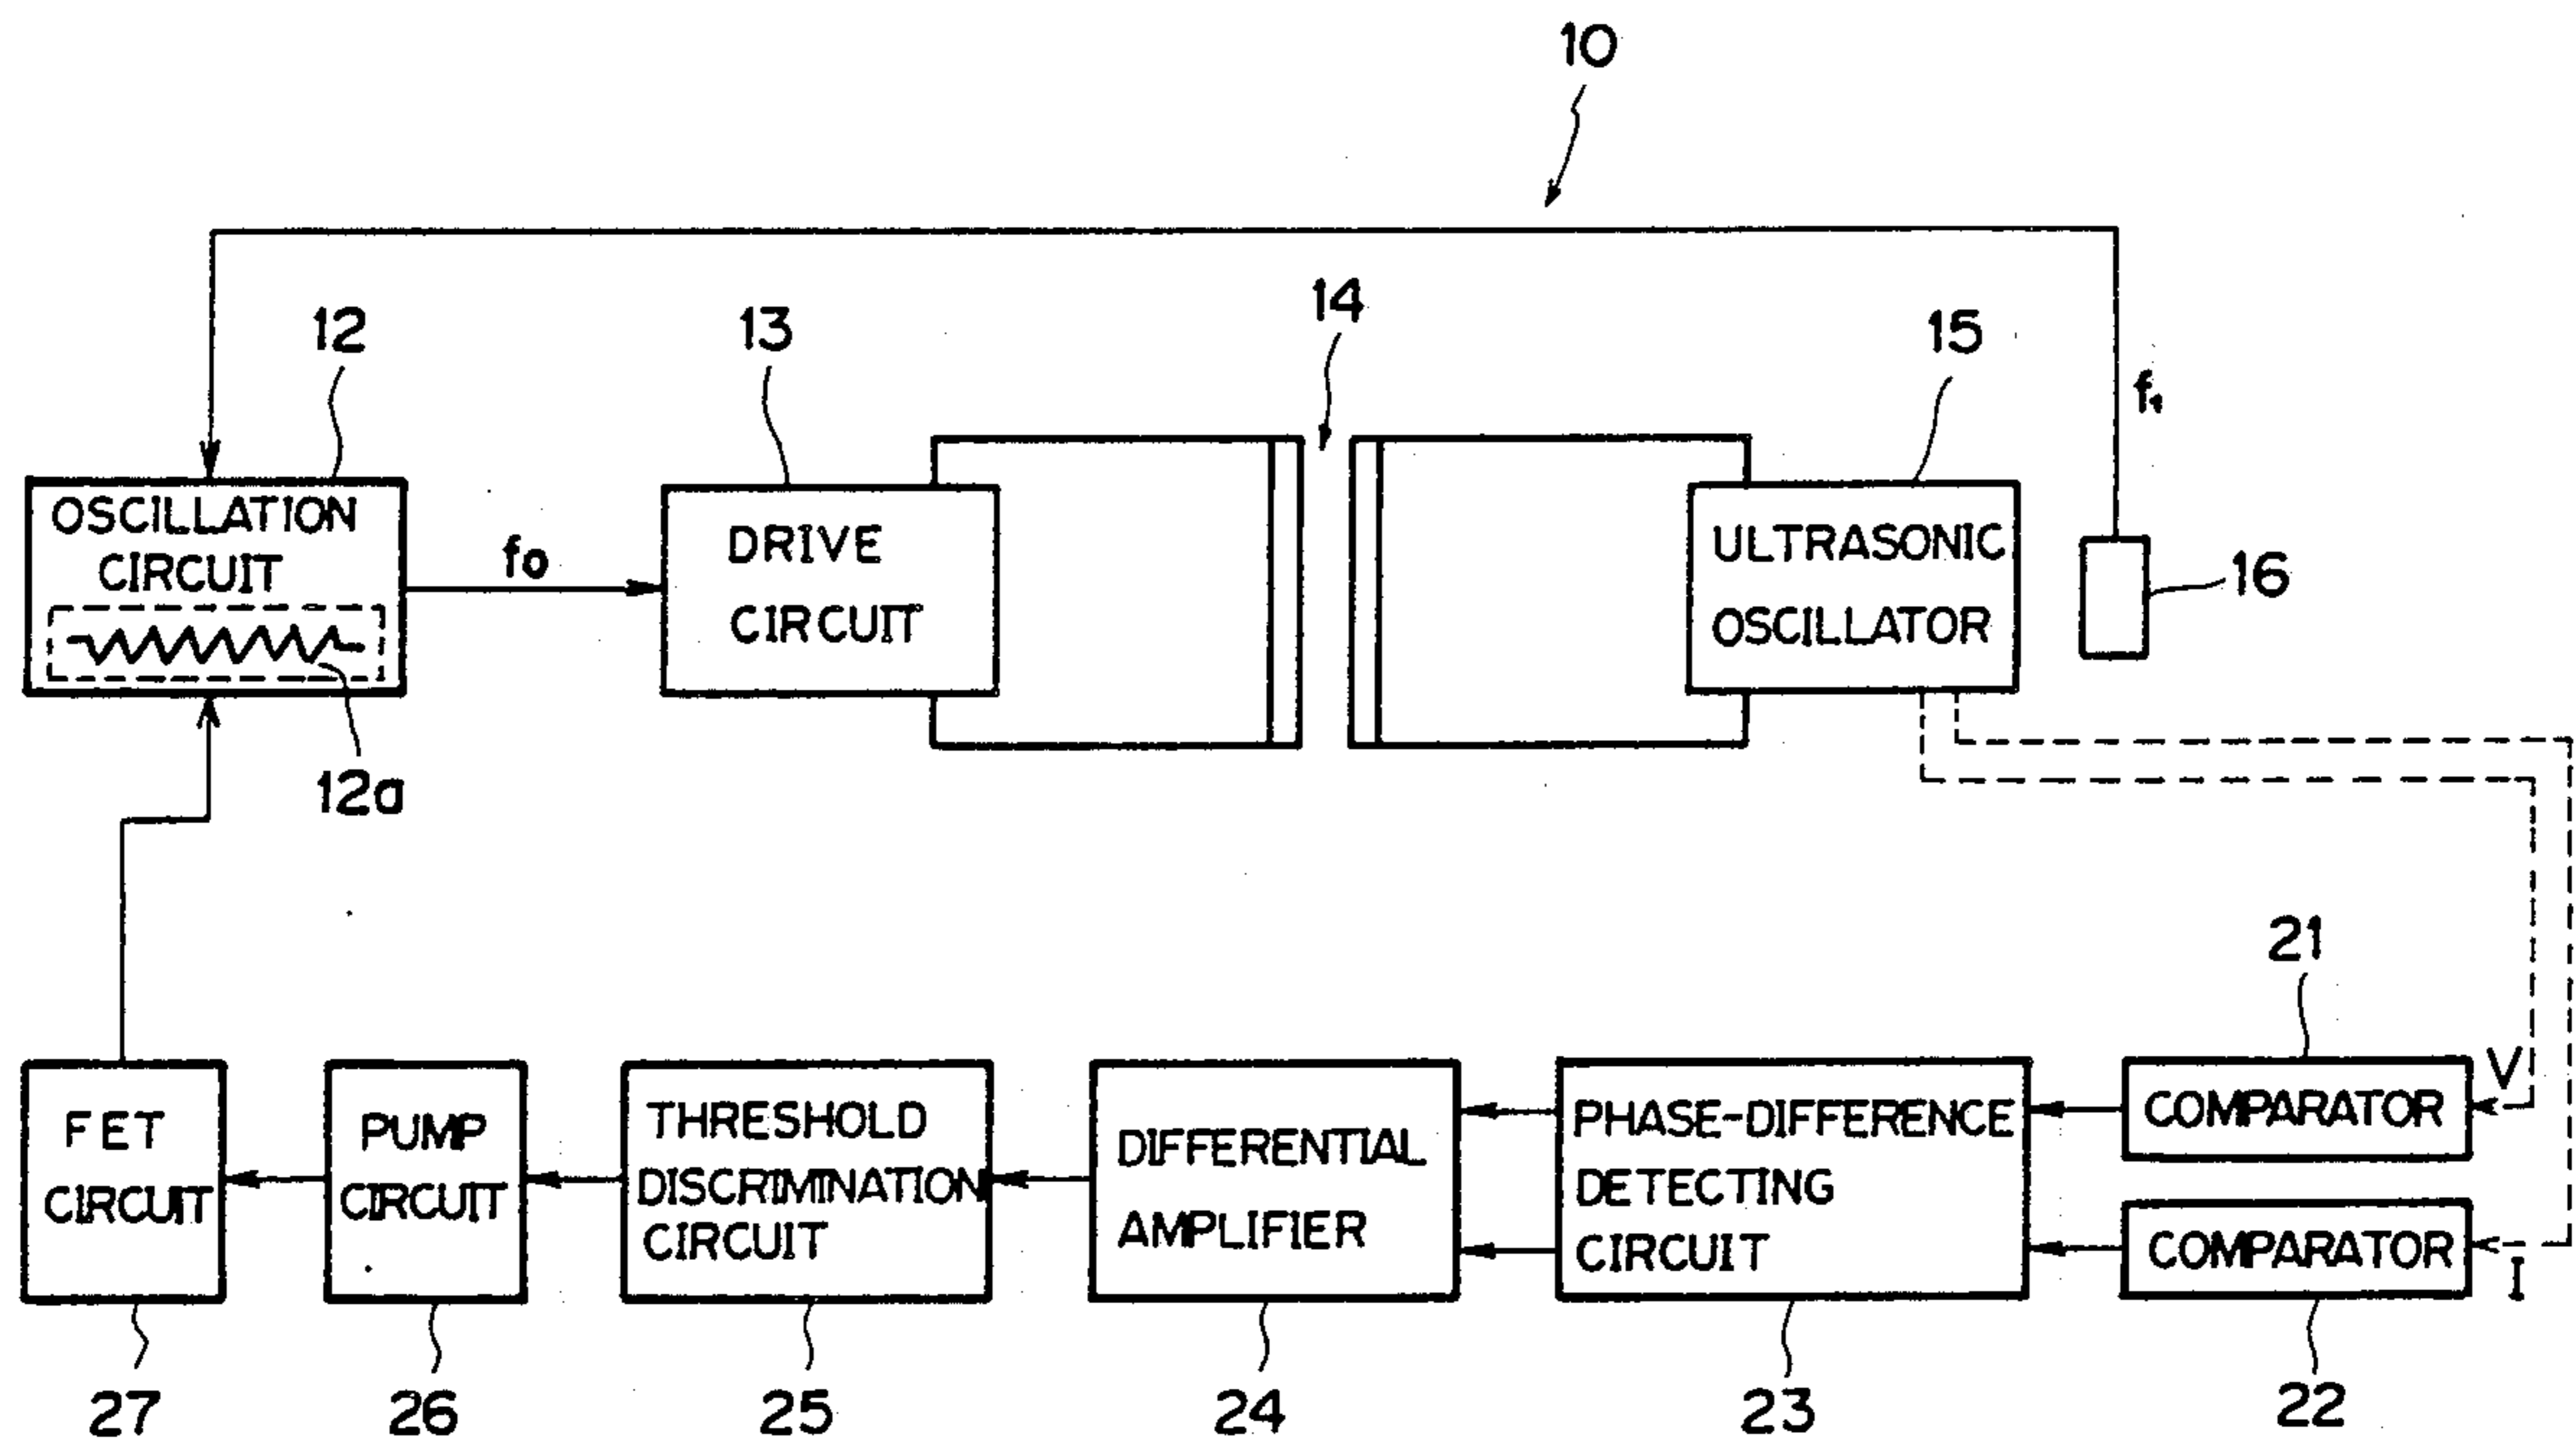 10
12
13
14
15
f1
OSCILLATION
CIRCUIT
f0
DRIVE
CIRCUIT
ULTRASONIC
OSCILLATOR
16
12a
21
V
FET
CIRCUIT
PUMP
CIRCUIT
THRESHOLD
DISCRIMINATION
CIRCUIT
DIFFERENTIAL
AMPLIFIER
PHASE-DIFFERENCE
DETECTING
CIRCUIT
COMPARATOR
COMPARATOR
I
27
26
25
24
23
22